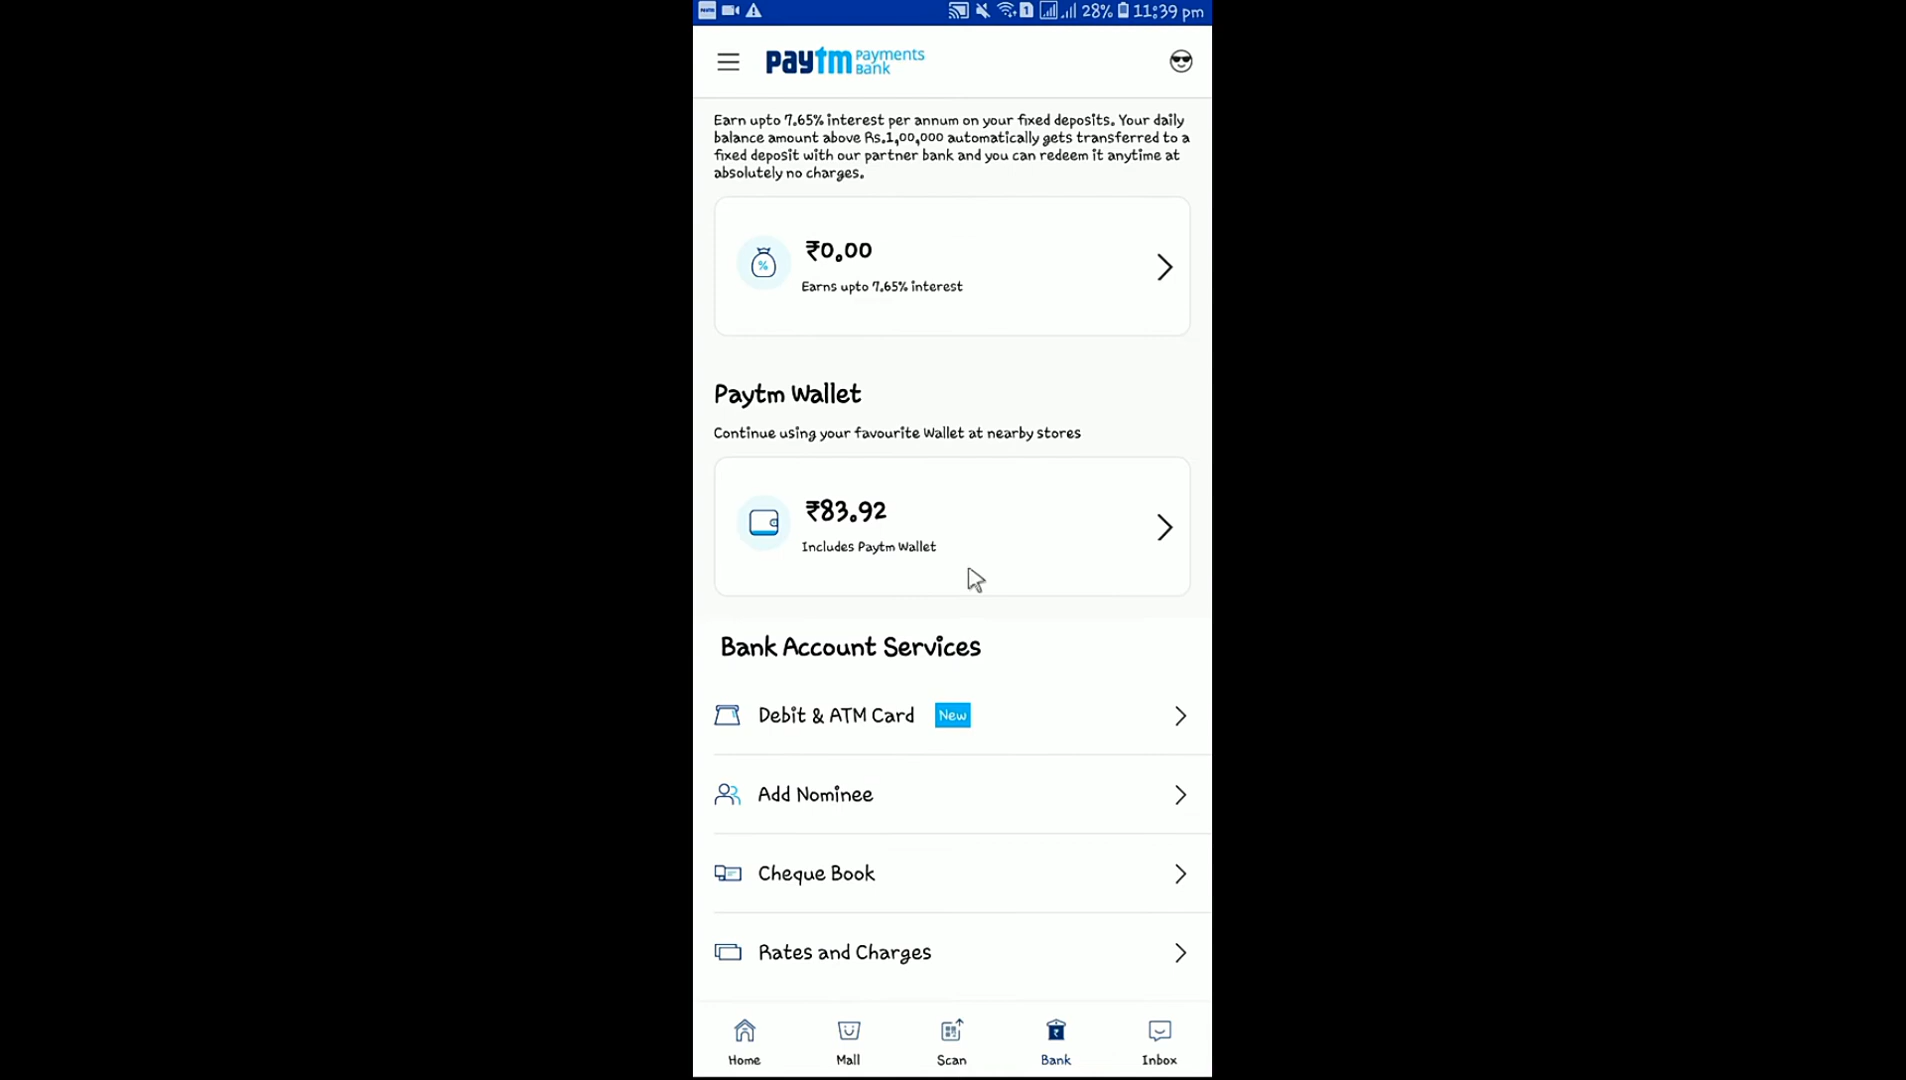 28% 11:39 pm
paytm Payments Bank
Earn upto 7.65% interest per annum on your fixed deposits. Your daily
balance amount above Rs.1,00,000 automatically gets transferred to a
fixed deposit with our partner bank and you can redeem it anytime at
absolutely no charges.
₹0.00
Earns upto 7.65% interest
Paytm Wallet
Continue using your favourite Wallet at nearby stores
₹83.92
Includes Paytm Wallet
Bank Account Services
Debit & ATM Card New
Add Nominee
Cheque Book
Rates and Charges
Home Mall Scan Bank Inbox